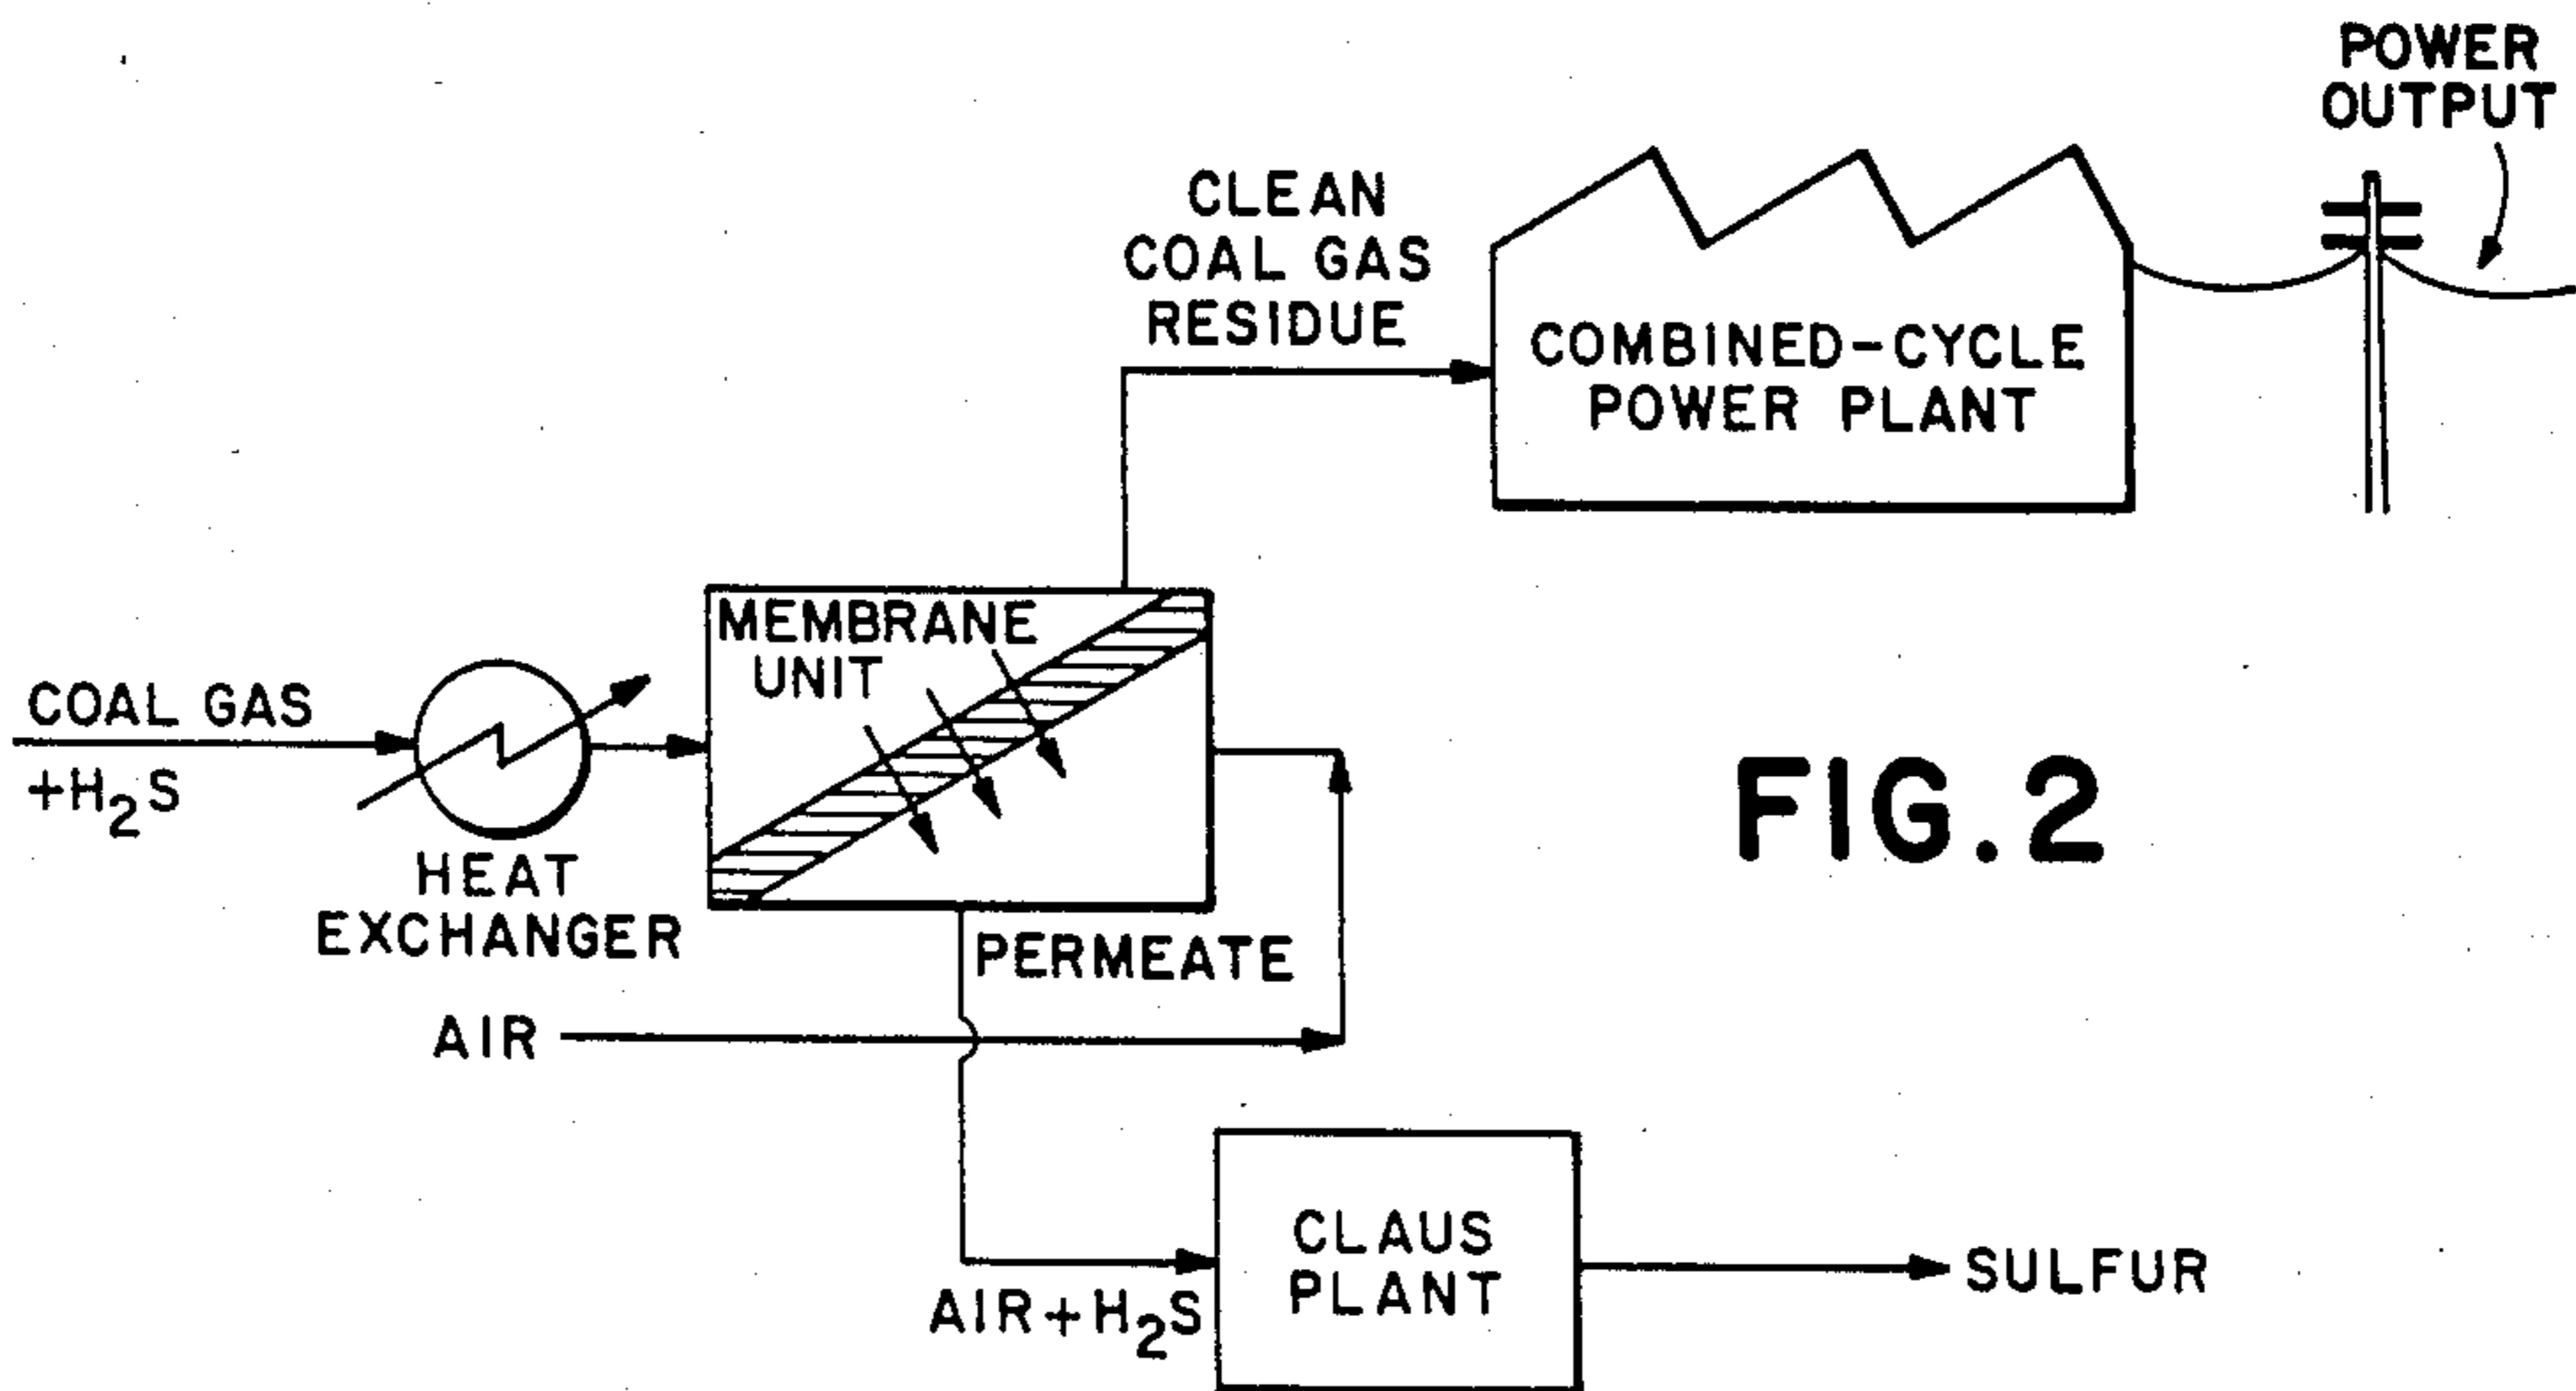 POWER
OUTPUT
CLEAN
COAL GAS
RESIDUE
COMBINED-CYCLE
POWER PLANT
MEMBRANE
UNIT
COAL GAS
+H₂S
HEAT
EXCHANGER
FIG.2
PERMEATE
AIR
CLAUS
PLANT
AIR+H₂S
SULFUR